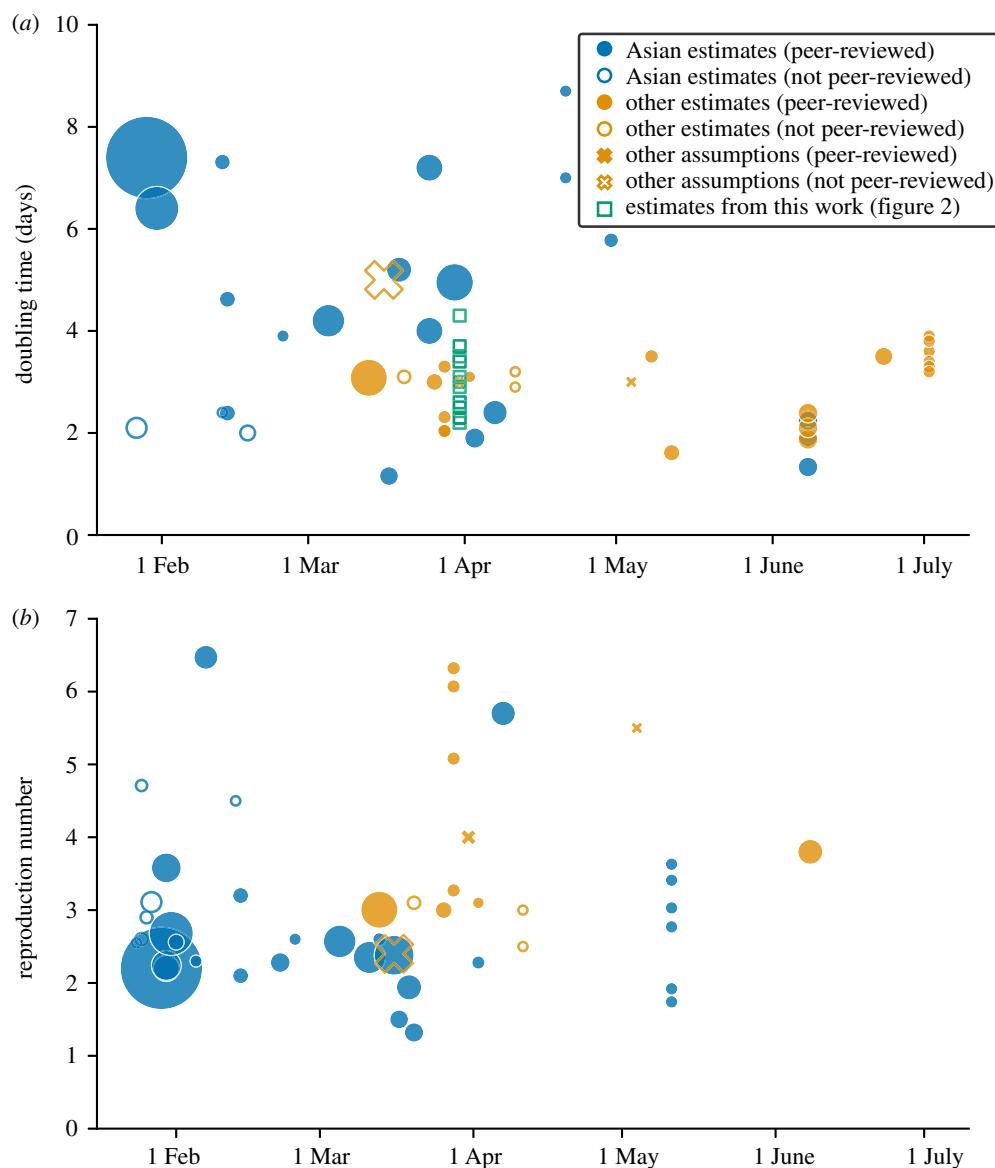 (a)
10
8
6
4
2
0
doubling time (days)
Asian estimates (peer-reviewed)
Asian estimates (not peer-reviewed)
other estimates (peer-reviewed)
other estimates (not peer-reviewed)
other assumptions (peer-reviewed)
other assumptions (not peer-reviewed)
estimates from this work (figure 2)
1 Feb 1 Mar 1 Apr 1 May 1 June 1 July
(b)
7
6
5
4
3
2
1
0
reproduction number
1 Feb 1 Mar 1 Apr 1 May 1 June 1 July